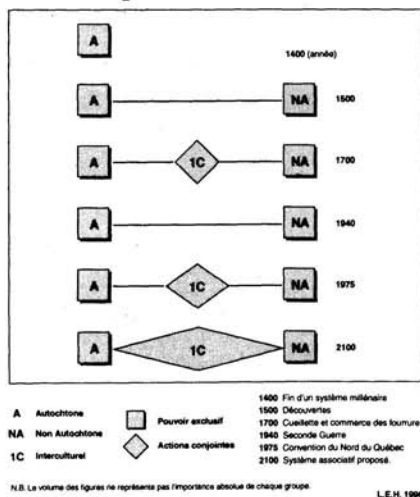 A
1400 (année)
A NA 1500
A 1C NA 1700
A NA 1940
A 1C NA 1975
A 1C NA 2100
A Autochtone
NA Non Autochtone
1C Interculturel
Pouvoir exclusif
Actions conjointes
1400 Fin d'un système millénaire
1500 Découvertes
1700 Cueillette et commerce des fourrures
1940 Seconde Guerre
1975 Convention du Nord du Québec
2100 Système associatif proposé.
N.B. Le volume des figures ne représente pas l'importance absolue de chaque groupe.
L.E.H.